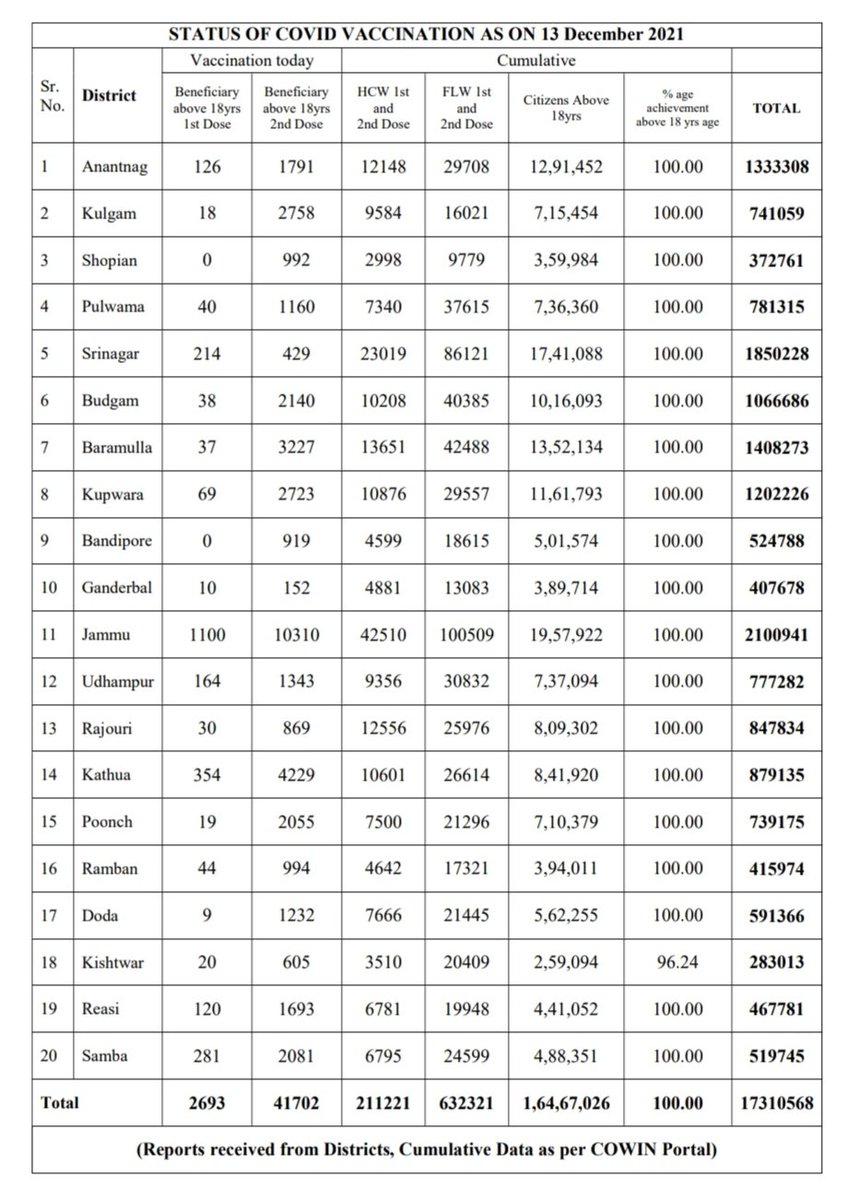 STATUS OF COVID VACCINATION AS ON 13 December 2021
Sr. No. District Vaccination today Cumulative
Beneficiary above 18yrs 1st Dose Beneficiary above 18yrs 2nd Dose HCW 1st and 2nd Dose FLW 1st and 2nd Dose Citizens Above 18yrs % age achievement above 18 yrs age TOTAL
1 Anantnag 126 1791 12148 29708 12,91,452 100.00 1333308
2 Kulgam 18 2758 9584 16021 7,15,454 100.00 741059
3 Shopian 0 992 2998 9779 3,59,984 100.00 372761
4 Pulwama 40 1160 7340 37615 7,36,360 100.00 781315
5 Srinagar 214 429 23019 86121 17,41,088 100.00 1850228
6 Budgam 38 2140 10208 40385 10,16,093 100.00 1066686
7 Baramulla 37 3227 13651 42488 13,52,134 100.00 1408273
8 Kupwara 69 2723 10876 29557 11,61,793 100.00 1202226
9 Bandipore 0 919 4599 18615 5,01,574 100.00 524788
10 Ganderbal 10 152 4881 13083 3,89,714 100.00 407678
11 Jammu 1100 10310 42510 100509 19,57,922 100.00 2100941
12 Udhampur 164 1343 9356 30832 7,37,094 100.00 777282
13 Rajouri 30 869 12556 25976 8,09,302 100.00 847834
14 Kathua 354 4229 10601 26614 8,41,920 100.00 879135
15 Poonch 19 2055 7500 21296 7,10,379 100.00 739175
16 Ramban 44 994 4642 17321 3,94,011 100.00 415974
17 Doda 9 1232 7666 21445 5,62,255 100.00 591366
18 Kishtwar 20 605 3510 20409 2,59,094 96.24 283013
19 Reasi 120 1693 6781 19948 4,41,052 100.00 467781
20 Samba 281 2081 6795 24599 4,88,351 100.00 519745
Total 2693 41702 211221 632321 1,64,67,026 100.00 17310568
(Reports received from Districts, Cumulative Data as per COWIN Portal)